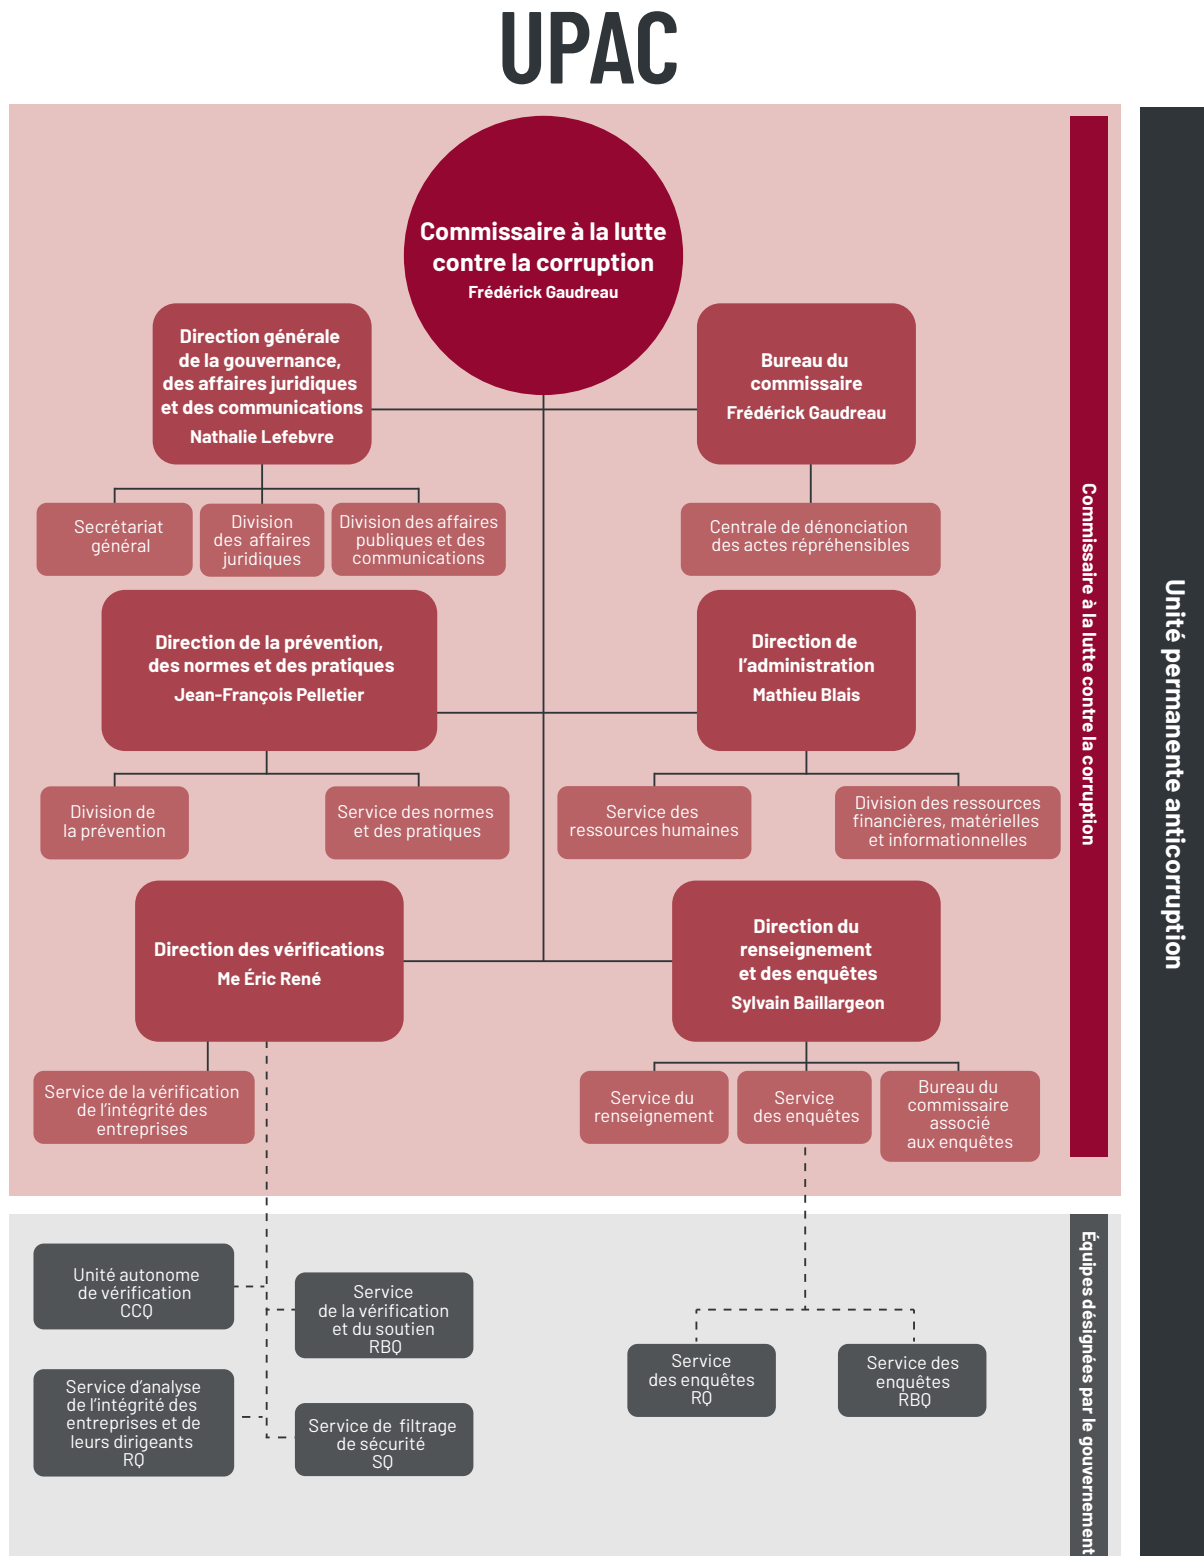 UPAC
Commissaire à la lutte
contre la corruption
Frédérick Gaudreau
Direction générale
de la gouvernance,
des affaires juridiques
et des communications
Nathalie Lefebvre
Bureau du
commissaire
Frédérick Gaudreau
Secrétariat
général
Division
des affaires
juridiques
Division des affaires
publiques et des
communications
Centrale de dénonciation
des actes répréhensibles
Direction de la prévention,
des normes et des pratiques
Jean-François Pelletier
Direction de
l’administration
Mathieu Blais
Division de
la prévention
Service des normes
et des pratiques
Service des
ressources humaines
Division des ressources
financières, matérielles
et informationnelles
Direction des vérifications
Me Éric René
Direction du
renseignement
et des enquêtes
Sylvain Baillargeon
Service de la vérification
de l’intégrité des
entreprises
Service du
renseignement
Service
des enquêtes
Bureau du
commissaire
associé
aux enquêtes
Commissaire à la lutte contre la corruption
Unité autonome
de vérification
CCQ
Service
de la vérification
et du soutien
RBQ
Service d’analyse
de l’intégrité des
entreprises et de
leurs dirigeants
RQ
Service de filtrage
de sécurité
SQ
Service
des enquêtes
RQ
Service des
enquêtes
RBQ
Équipes désignées par le gouvernement
Unité permanente anticorruption